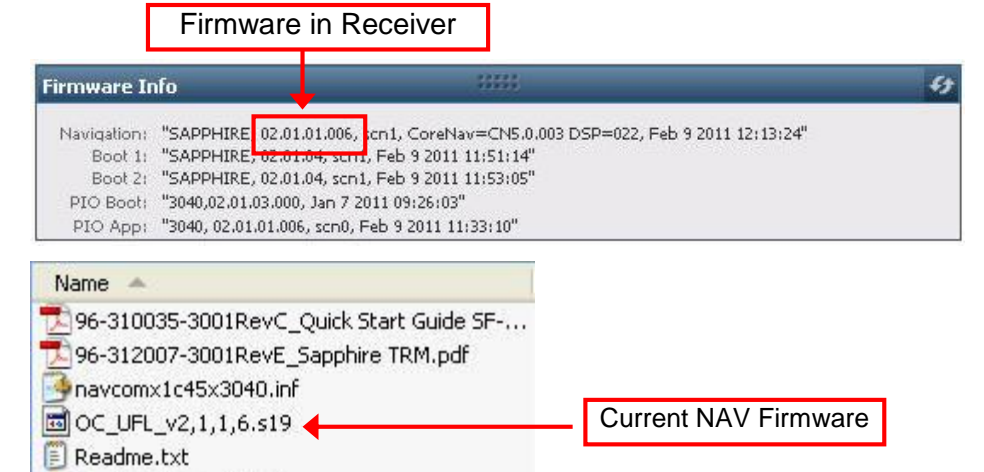 Firmware in Receiver
Firmware Info
Navigation: "SAPPHIRE, 02.01.01.006, scn1, CoreNav=CN5.0.003 DSP=022, Feb 9 2011 12:13:24"
Boot 1: "SAPPHIRE, 02.01.04, scn1, Feb 9 2011 11:51:14"
Boot 2: "SAPPHIRE, 02.01.04, scn1, Feb 9 2011 11:53:05"
PIO Boot: "3040,02.01.03.000, Jan 7 2011 09:26:03"
PIO App: "3040, 02.01.01.006, scn0, Feb 9 2011 11:33:10"
Name
96-310035-3001RevC_Quick Start Guide SF-...
96-312007-3001RevE_Sapphire TRM.pdf
navcomx1c45x3040.inf
OC_UFL_v2,1,1,6.s19
Current NAV Firmware
Readme.txt